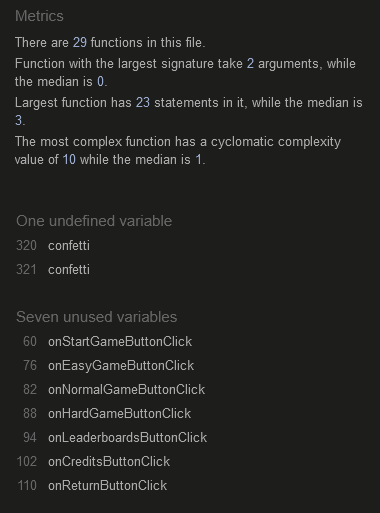 Metrics
There are 29 functions in this file.
Function with the largest signature take 2 arguments, while
the median is 0.
Largest function has 23 statements in it, while the median is
3.
The most complex function has a cyclomatic complexity
value of 10 while the median is 1.
One undefined variable
320 confetti
321 confetti
Seven unused variables
60 onStartGameButtonClick
76 onEasyGameButtonClick
82 onNormalGameButtonClick
88 onHardGameButtonClick
94 onLeaderboardsButtonClick
102 onCreditsButtonClick
110 onReturnButtonClick